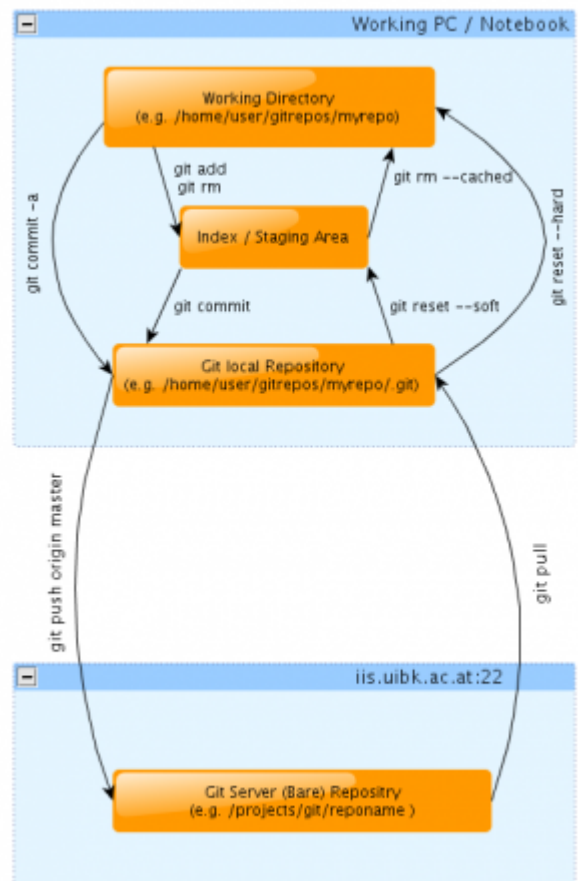 Working PC / Notebook
Working Directory
(e.g. /home/user/gitrepos/myrepo)
git add
git rm
git rm --cached
git commit -a
git reset --hard
Index / Staging Area
git commit
git reset --soft
Git local Repository
(e.g. /home/user/gitrepos/myrepo/.git)
git push origin master
git pull
iis.uibk.ac.at:22
Git Server (Bare) Repositry
(e.g. /projects/git/reponame )